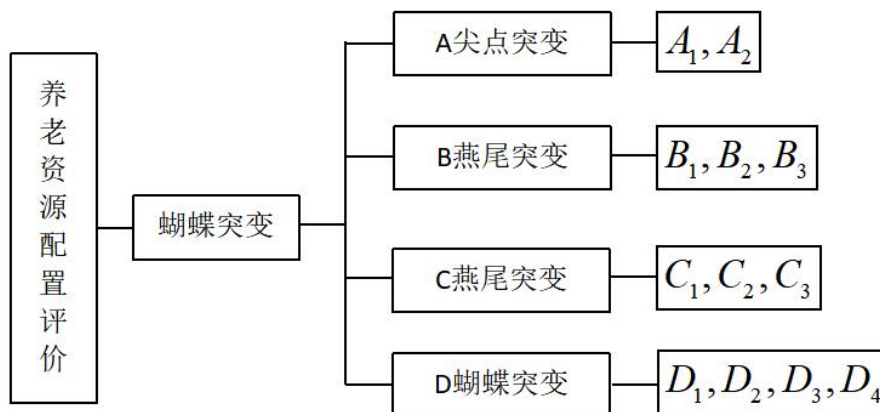 养老资源配置评价
蝴蝶突变
A尖点突变
A₁, A₂
B燕尾突变
B₁, B₂, B₃
C燕尾突变
C₁, C₂, C₃
D蝴蝶突变
D₁, D₂, D₃, D₄